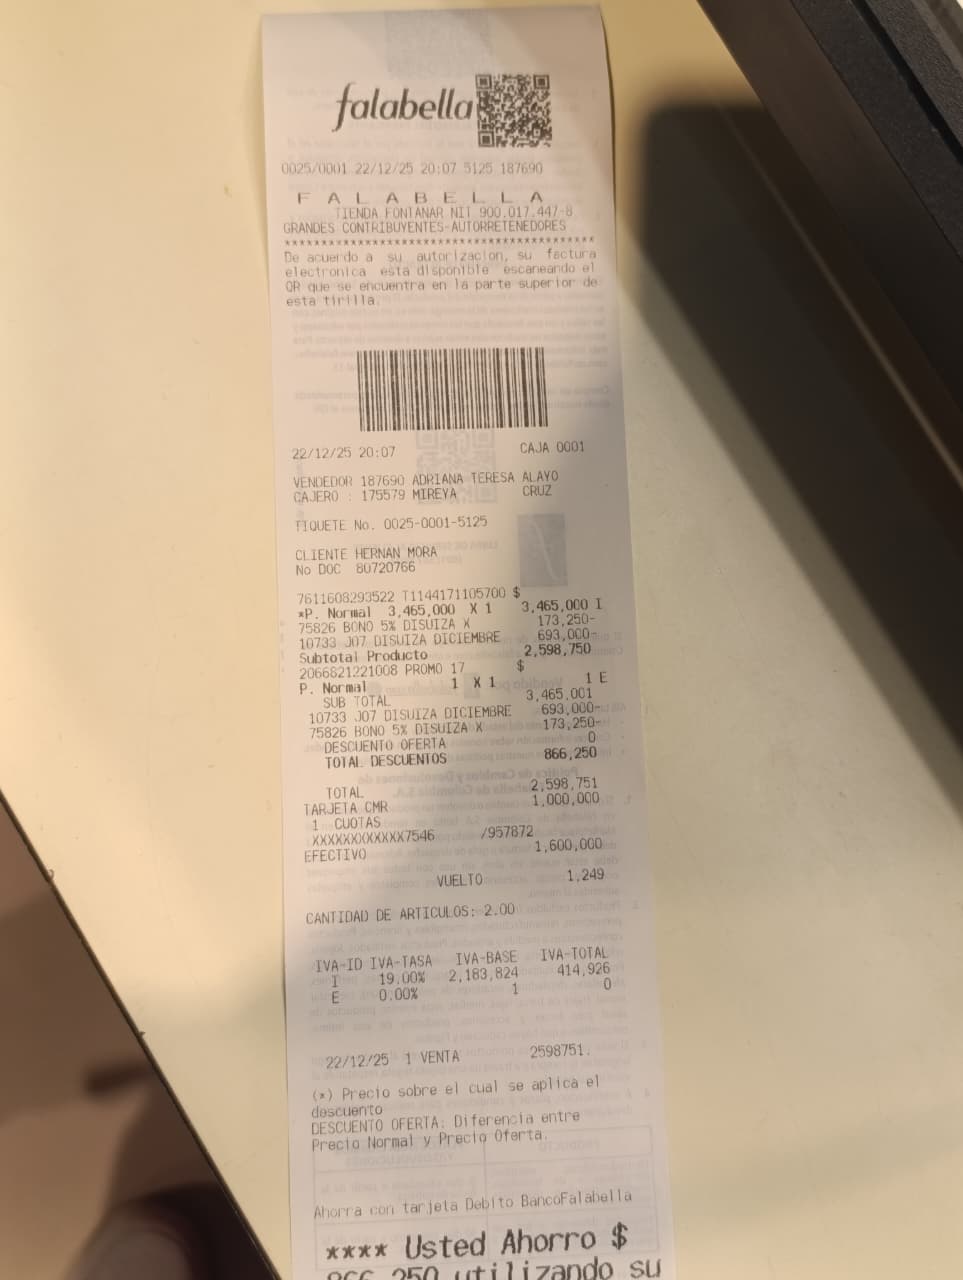 falabella
0025/0001 22/12/25 20:07 5125 187690
F A L A B E L L A
TIENDA FONTANAR NIT 900.017.447-8
GRANDES CONTRIBUYENTES-AUTORRETENEDORES
****************************************
De acuerdo a su autorizacion, su factura
electronica esta disponible escaneando el
QR que se encuentra en la parte superior de
esta tirilla.
22/12/25 20:07 CAJA 0001
VENDEDOR 187690 ADRIANA TERESA ALAYO
CAJERO : 175579 MIREYA CRUZ
TIQUETE No. 0025-0001-5125
CLIENTE HERNAN MORA
No DOC 80720766
7611608293522 T1144171105700 $
*P. Normal 3,465,000 X 1 3,465,000 I
75826 BONO 5% DISUIZA X 173,250-
10733 J07 DISUIZA DICIEMBRE 693,000-
Subtotal Producto 2,598,750
2066821221008 PROMO 17 $
P. Normal 1 X 1 1 E
SUB TOTAL 3,465,001
10733 J07 DISUIZA DICIEMBRE 693,000-
75826 BONO 5% DISUIZA X 173,250-
DESCUENTO OFERTA 0
TOTAL DESCUENTOS 866,250
TOTAL 2,598,751
TARJETA CMR 1,000,000
1 CUOTAS
XXXXXXXXXXXX7546 /957872
EFECTIVO 1,600,000
VUELTO 1,249
CANTIDAD DE ARTICULOS: 2.00
IVA-ID IVA-TASA IVA-BASE IVA-TOTAL
I 19.00% 2,183,824 414,926
E 0.00% 1 0
22/12/25 1 VENTA 2598751.
(*) Precio sobre el cual se aplica el
descuento
DESCUENTO OFERTA: Diferencia entre
Precio Normal y Precio Oferta.
Ahorra con tarjeta Debito BancoFalabella
**** Usted Ahorro $
866,250 utilizando su